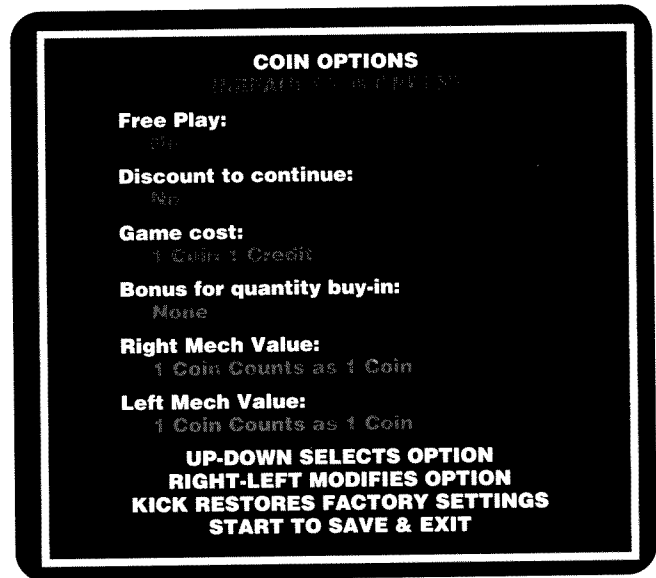 COIN OPTIONS
Free Play:
No
Discount to continue:
No
Game cost:
1 Coin 1 Credit
Bonus for quantity buy-in:
None
Right Mech Value:
1 Coin Counts as 1 Coin
Left Mech Value:
1 Coin Counts as 1 Coin
UP-DOWN SELECTS OPTION
RIGHT-LEFT MODIFIES OPTION
KICK RESTORES FACTORY SETTINGS
START TO SAVE & EXIT